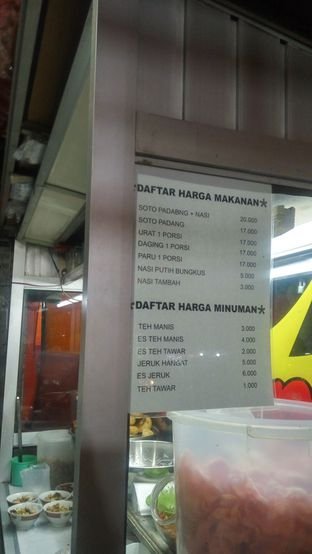 *DAFTAR HARGA MAKANAN*
SOTO PADABNG + NASI 20.000
SOTO PADANG 17.000
URAT 1 PORSI 17.000
DAGING 1 PORSI 17.000
PARU 1 PORSI 17.000
NASI PUTIH BUNGKUS 5.000
NASI TAMBAH 3.000
*DAFTAR HARGA MINUMAN*
TEH MANIS 3.000
ES TEH MANIS 4.000
ES TEH TAWAR 2.000
JERUK HANGAT 5.000
ES JERUK 6.000
TEH TAWAR 1.000